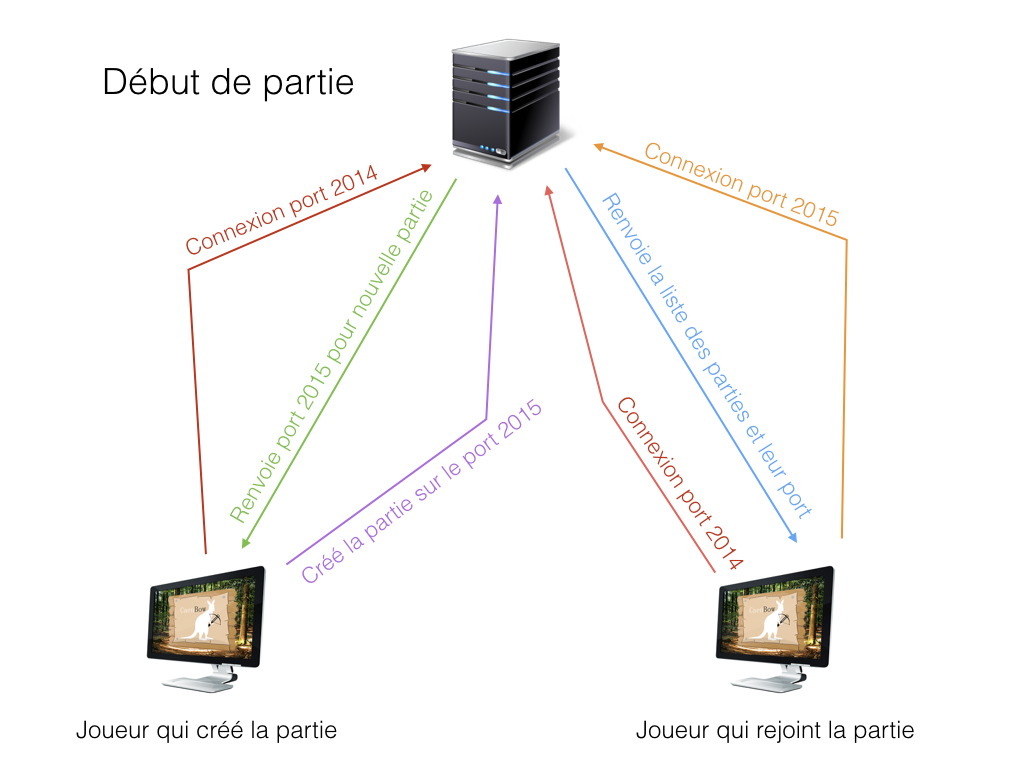 Début de partie
Connexion port 2014
Renvoie port 2015 pour nouvelle partie
Créé la partie sur le port 2015
Connexion port 2014
Renvoie la liste des parties et leur port
Connexion port 2015
Joueur qui créé la partie
Joueur qui rejoint la partie